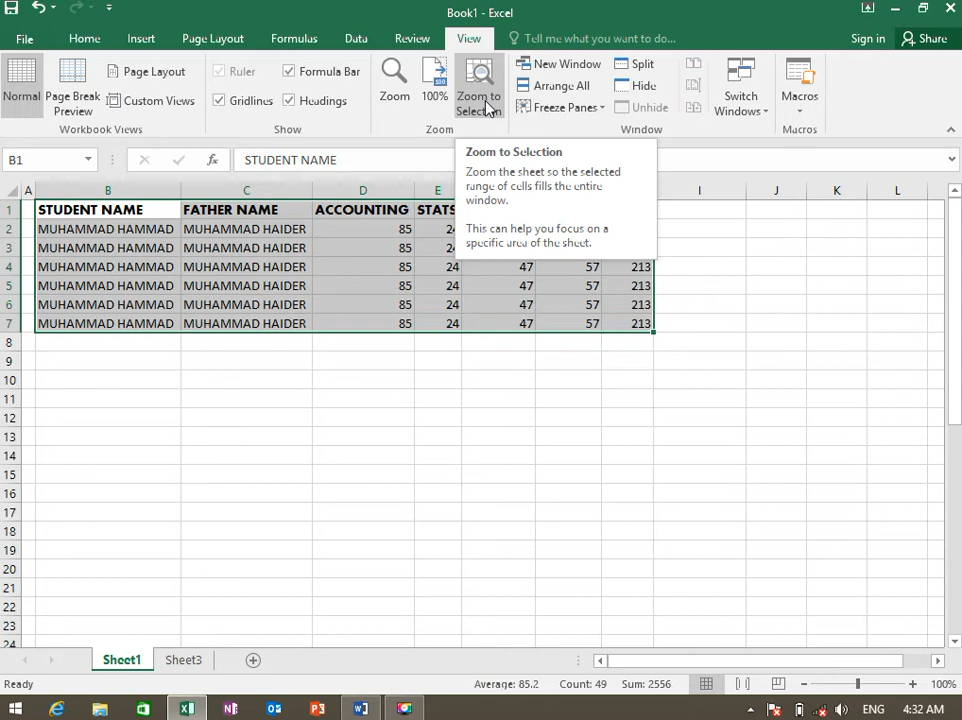 Book1 - Excel
File Home Insert Page Layout Formulas Data Review View Tell me what you want to do... Sign in Share
Normal Page Break Preview Page Layout Custom Views
Workbook Views
Ruler Formula Bar
Gridlines Headings
Show
Zoom 100% Zoom to Selection
Zoom
New Window Split
Arrange All Hide
Freeze Panes Unhide
Switch Windows
Window
Macros
Macros
B1 fx STUDENT NAME
Zoom to Selection
Zoom the sheet so the selected
range of cells fills the entire
window.
This can help you focus on a
specific area of the sheet.
A B C D E I J K L
1 STUDENT NAME FATHER NAME ACCOUNTING STATS
2 MUHAMMAD HAMMAD MUHAMMAD HAIDER 85 24
3 MUHAMMAD HAMMAD MUHAMMAD HAIDER 85 24
4 MUHAMMAD HAMMAD MUHAMMAD HAIDER 85 24 47 57 213
5 MUHAMMAD HAMMAD MUHAMMAD HAIDER 85 24 47 57 213
6 MUHAMMAD HAMMAD MUHAMMAD HAIDER 85 24 47 57 213
7 MUHAMMAD HAMMAD MUHAMMAD HAIDER 85 24 47 57 213
8
9
10
11
12
13
14
15
16
17
18
19
20
21
22
23
24
Sheet1 Sheet3
Ready Average: 85.2 Count: 49 Sum: 2556 100%
ENG 4:32 AM